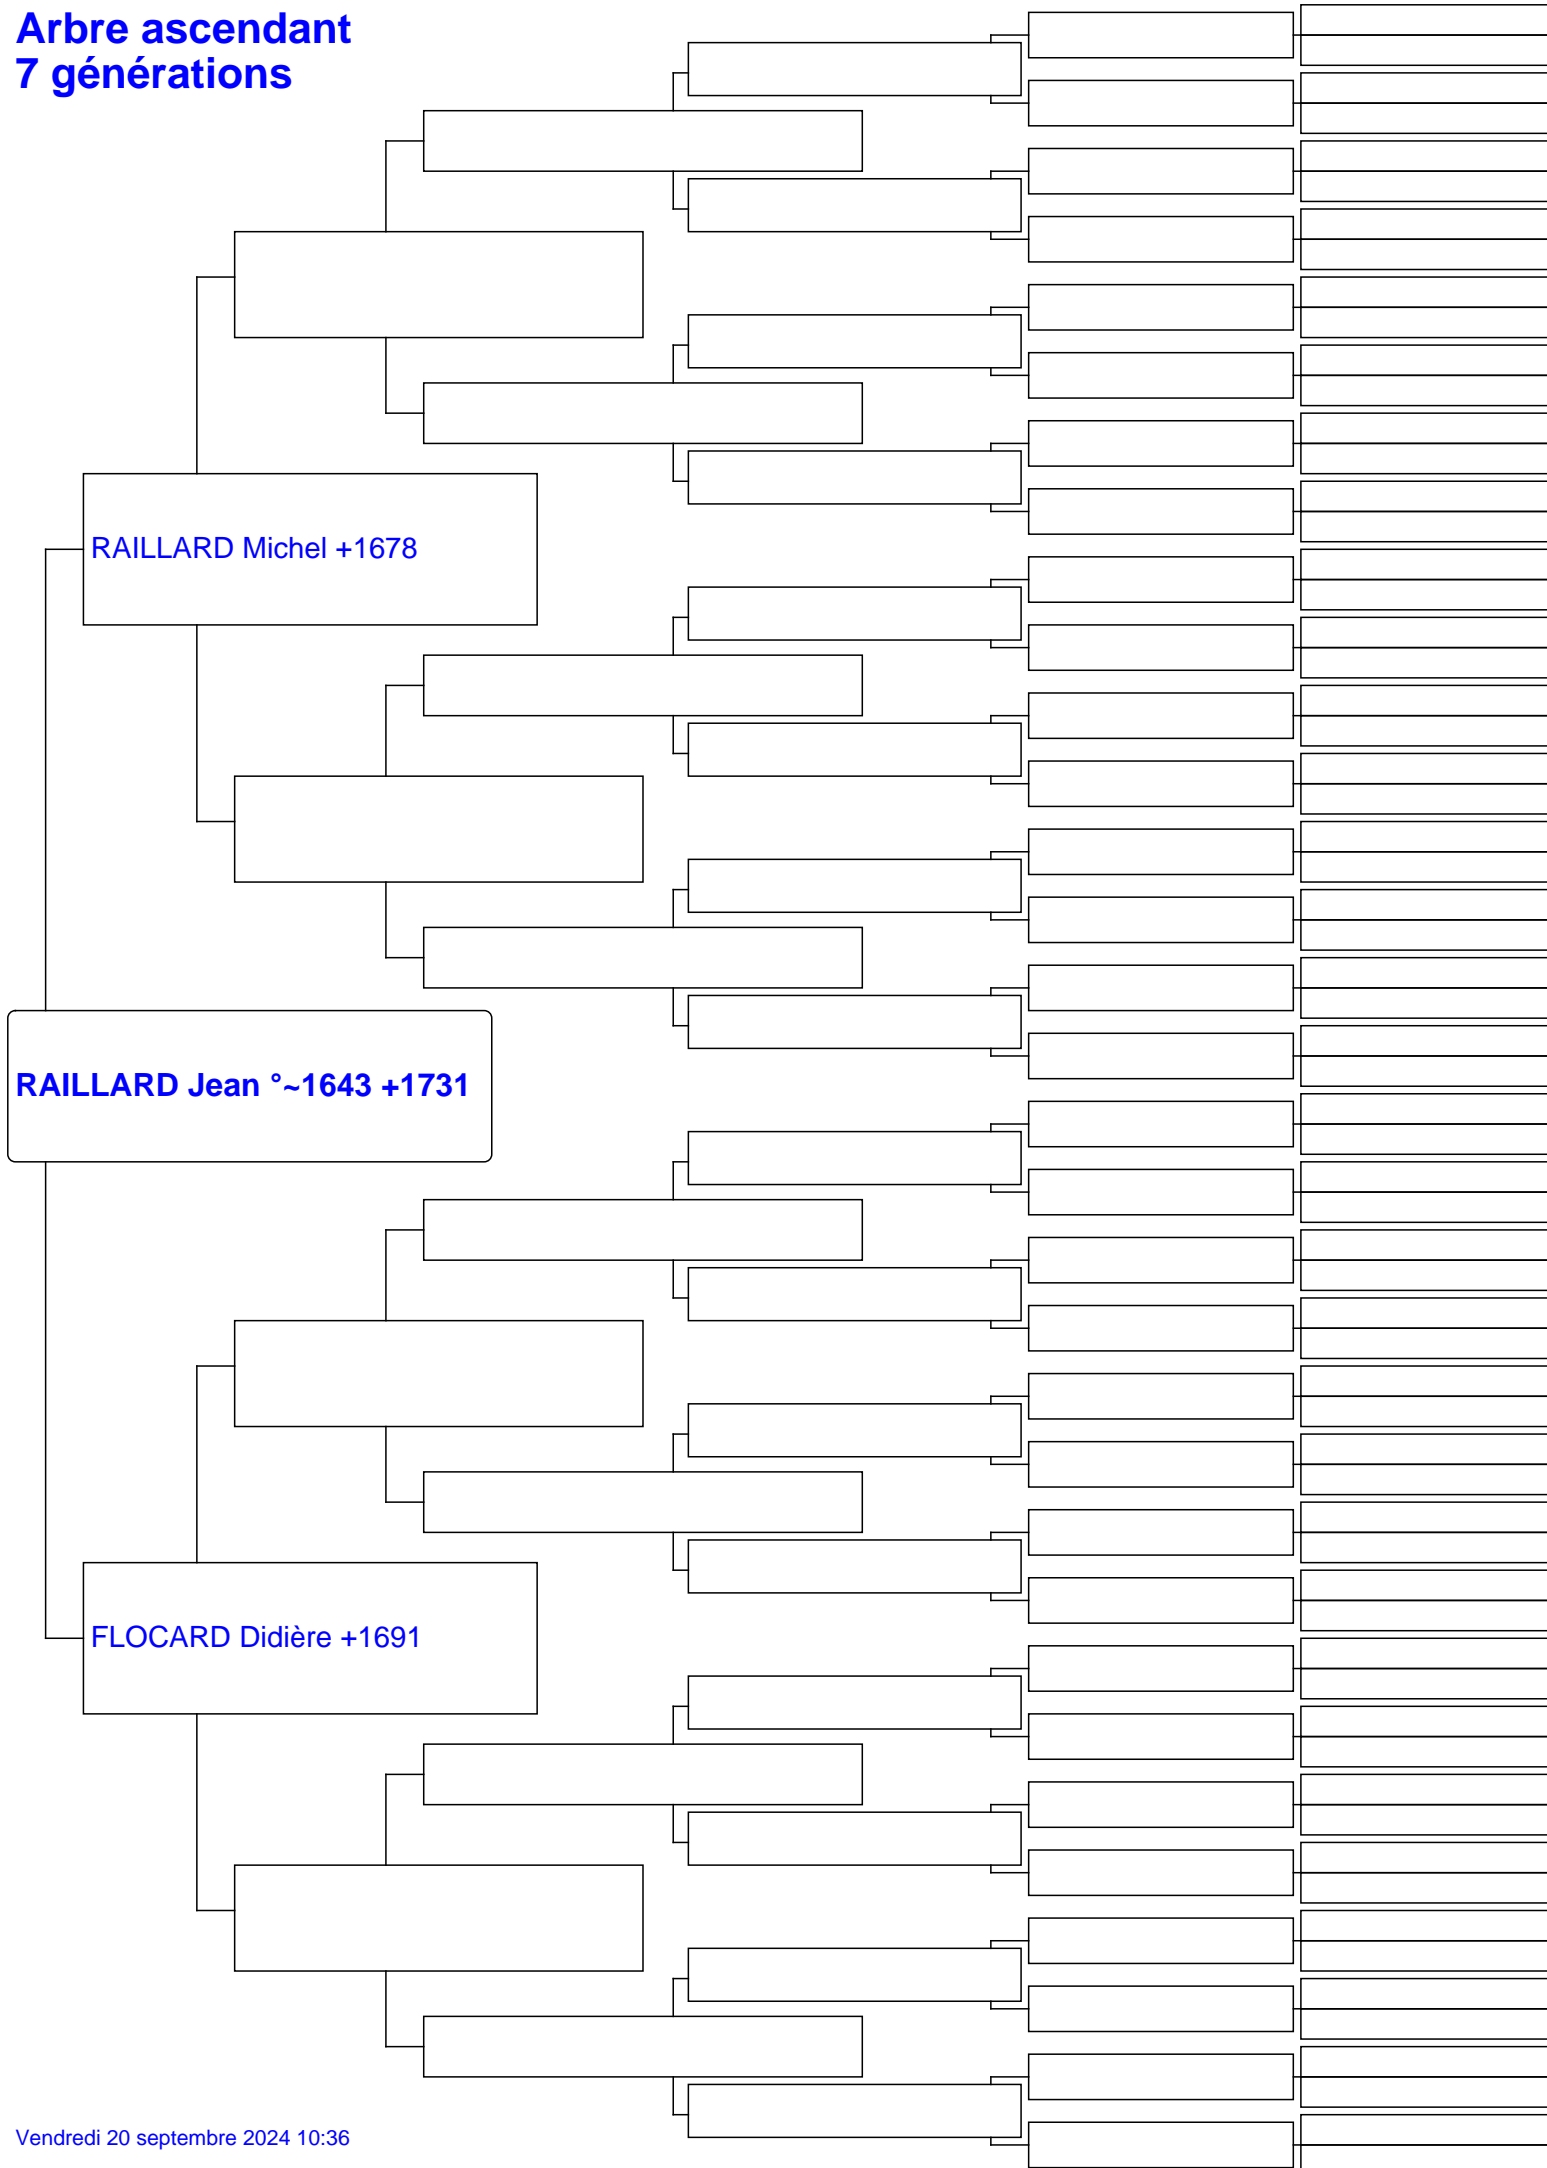 Arbre ascendant
7 générations
RAILLARD Michel +1678
RAILLARD Jean °~1643 +1731
FLOCARD Didière +1691
Vendredi 20 septembre 2024 10:36